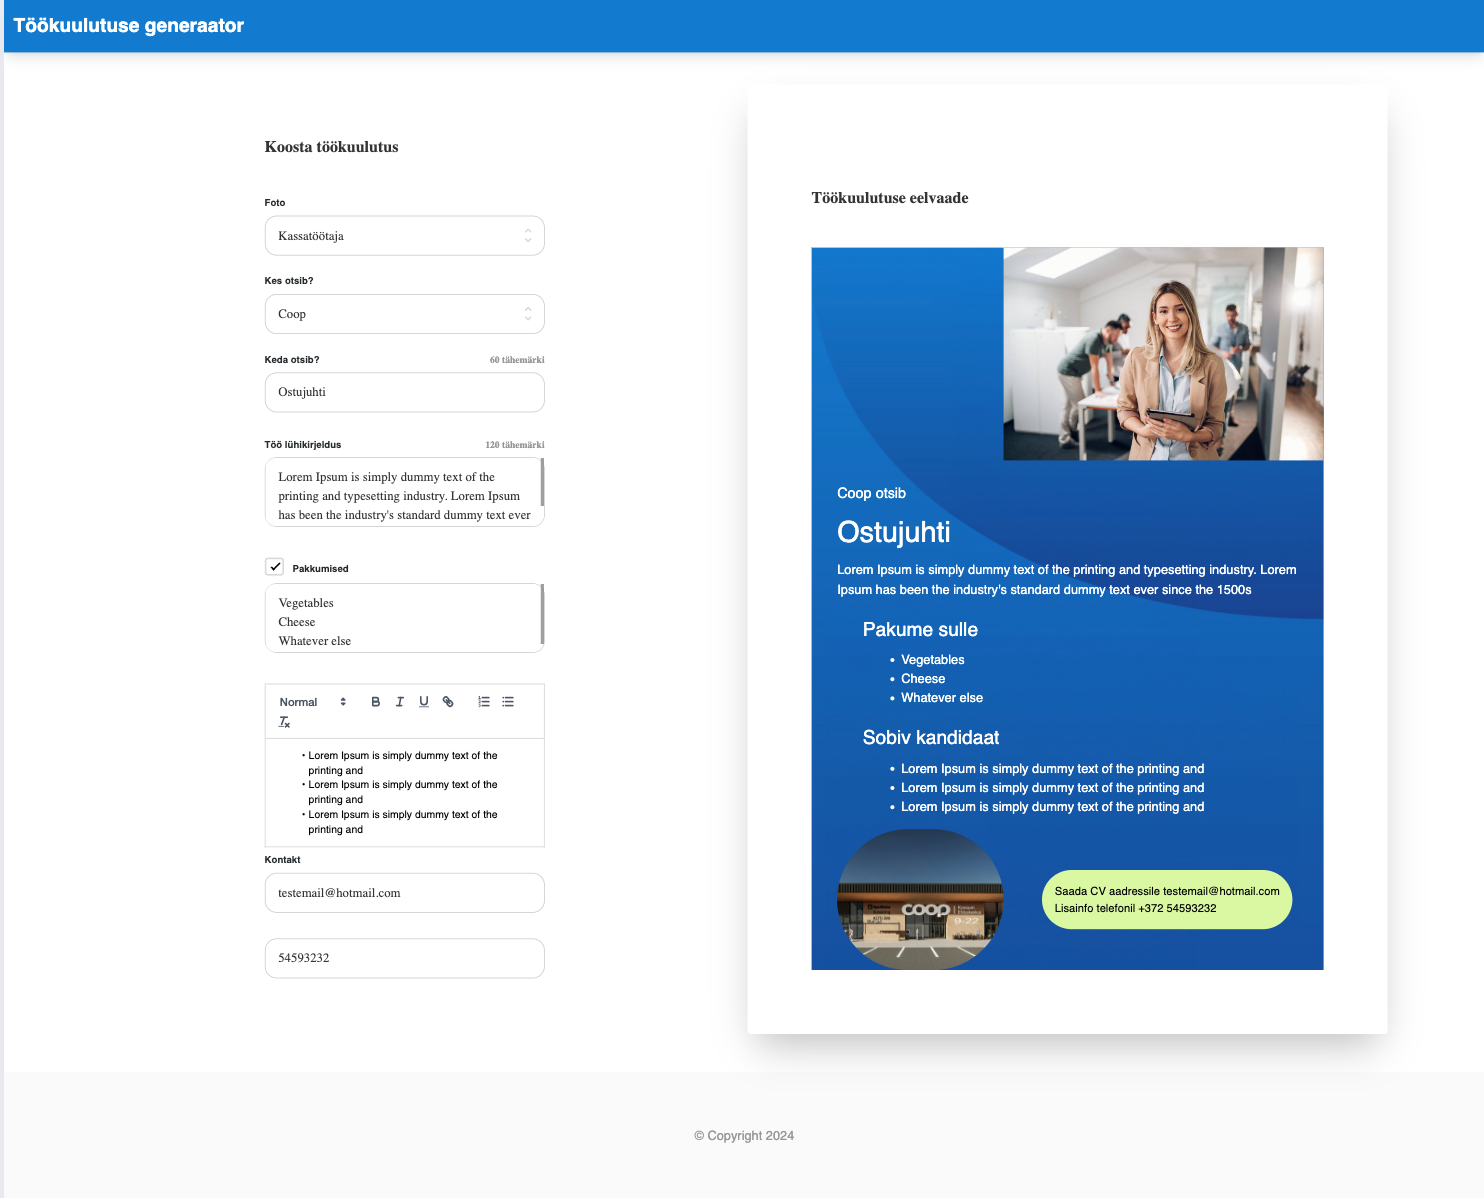 Töökuulutuse generaator
Koosta töökuulutus
Foto
Kassatöötaja
Kes otsib?
Coop
Keda otsib?
60 tähemärki
Ostujuhti
Töö lühikirjeldus
120 tähemärki
Lorem Ipsum is simply dummy text of the
printing and typesetting industry. Lorem Ipsum
has been the industry's standard dummy text ever
Pakkumised
Vegetables
Cheese
Whatever else
Normal
• Lorem Ipsum is simply dummy text of the
printing and
• Lorem Ipsum is simply dummy text of the
printing and
• Lorem Ipsum is simply dummy text of the
printing and
Kontakt
testemail@hotmail.com
54593232
Töökuulutuse eelvaade
Coop otsib
Ostujuhti
Lorem Ipsum is simply dummy text of the printing and typesetting industry. Lorem
Ipsum has been the industry's standard dummy text ever since the 1500s
Pakume sulle
• Vegetables
• Cheese
• Whatever else
Sobiv kandidaat
• Lorem Ipsum is simply dummy text of the printing and
• Lorem Ipsum is simply dummy text of the printing and
• Lorem Ipsum is simply dummy text of the printing and
coop
9-22
Saada CV aadressile testemail@hotmail.com
Lisainfo telefonil +372 54593232
© Copyright 2024